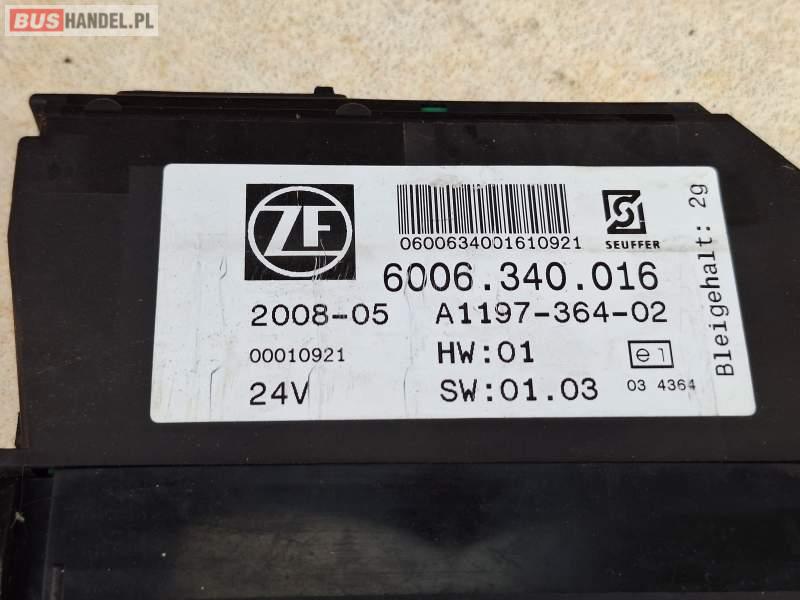 BUSHANDEL.PL
ZF
0600634001610921
SEUFFER
6006.340.016
2008-05 A1197-364-02
00010921 HW:01 e1
24V SW:01.03 03 4364
Bleigehalt: 2g